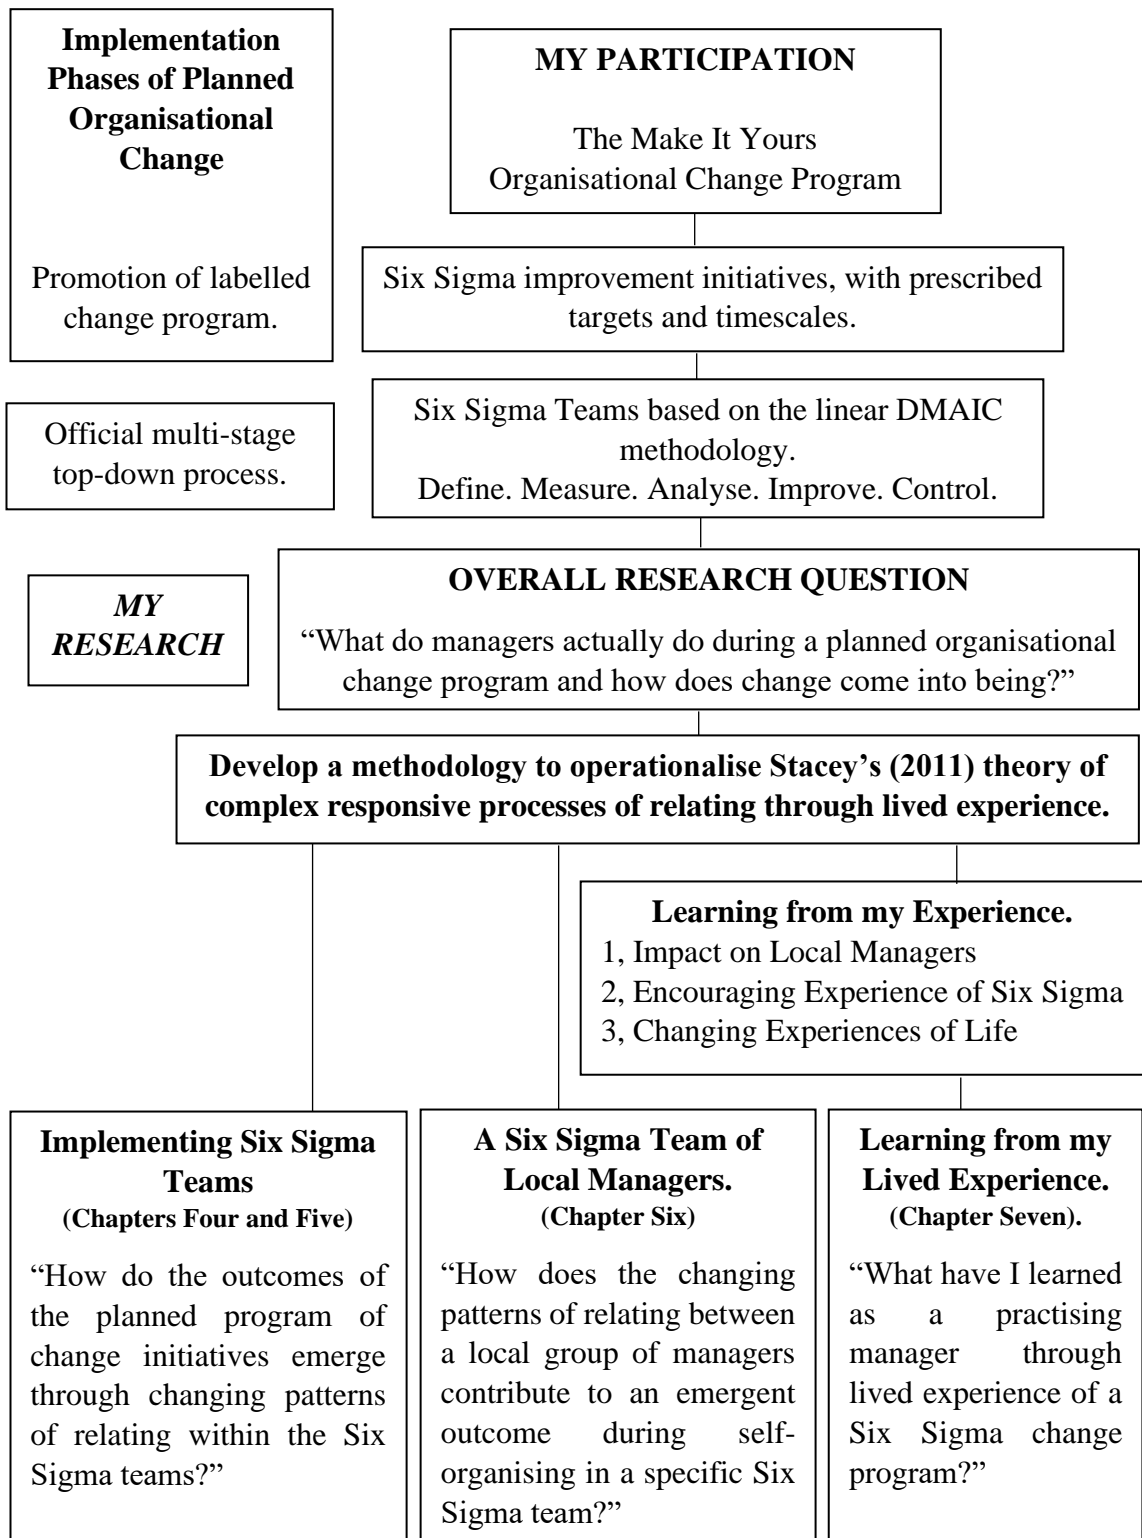 Implementation
Phases of Planned
Organisational
Change
Promotion of labelled
change program.
MY PARTICIPATION
The Make It Yours
Organisational Change Program
Six Sigma improvement initiatives, with prescribed
targets and timescales.
Official multi-stage
top-down process.
Six Sigma Teams based on the linear DMAIC
methodology.
Define. Measure. Analyse. Improve. Control.
MY
RESEARCH
OVERALL RESEARCH QUESTION
“What do managers actually do during a planned organisational
change program and how does change come into being?”
Develop a methodology to operationalise Stacey’s (2011) theory of
complex responsive processes of relating through lived experience.
Learning from my Experience.
1, Impact on Local Managers
2, Encouraging Experience of Six Sigma
3, Changing Experiences of Life
Implementing Six Sigma
Teams
(Chapters Four and Five)
“How do the outcomes of
the planned program of
change initiatives emerge
through changing patterns
of relating within the Six
Sigma teams?”
A Six Sigma Team of
Local Managers.
(Chapter Six)
“How does the changing
patterns of relating between
a local group of managers
contribute to an emergent
outcome during self-
organising in a specific Six
Sigma team?”
Learning from my
Lived Experience.
(Chapter Seven).
“What have I learned
as a practising
manager through
lived experience of a
Six Sigma change
program?”